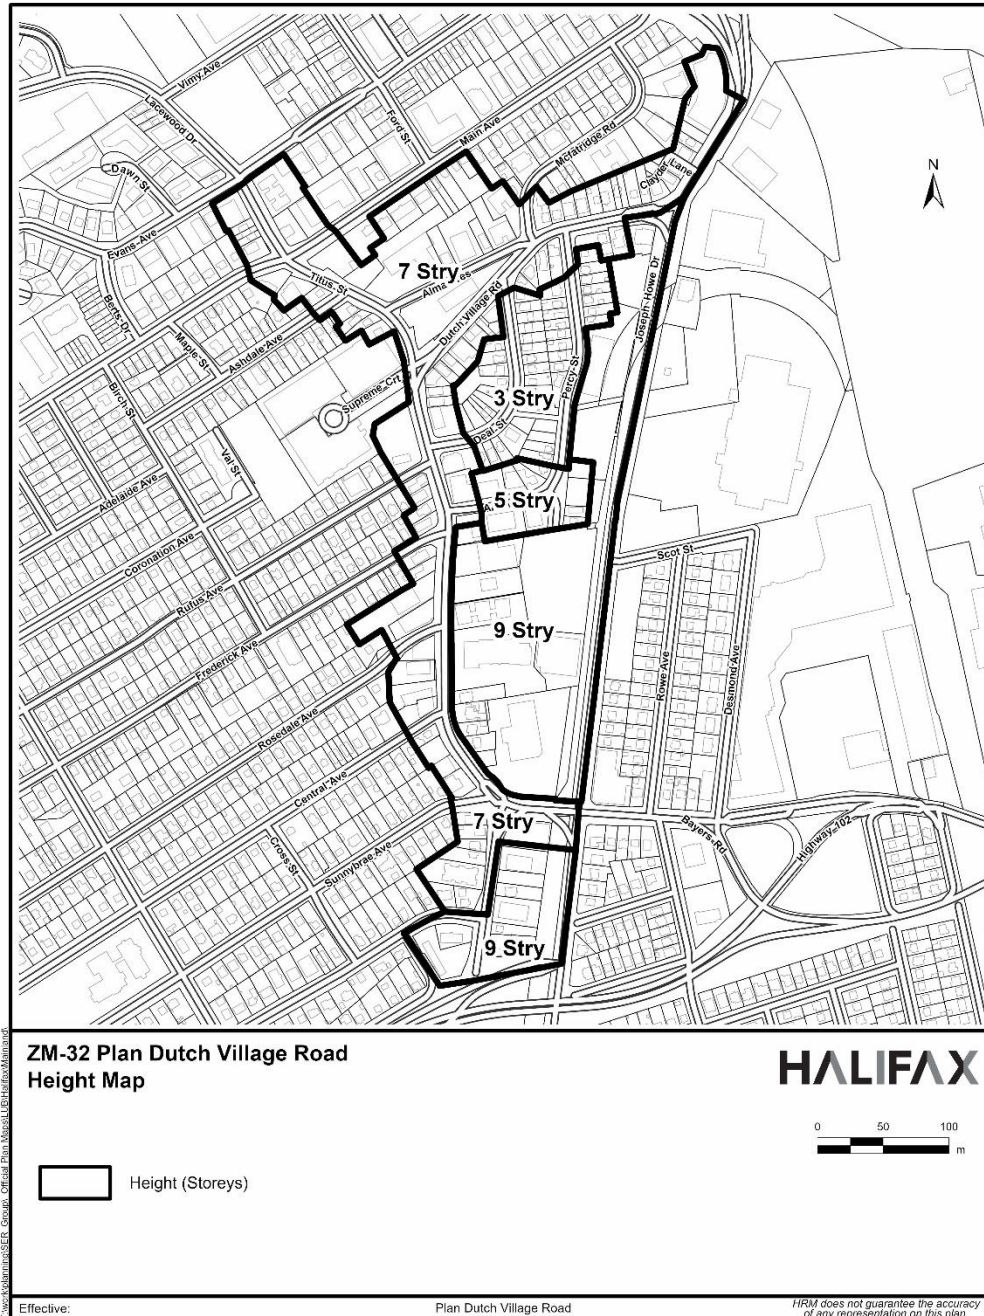 Vimy Ave
Lacewood Dr
Ford St
Main Ave
Mcfatridge Rd
Dawn St
Clayder Lane
N
Evans Ave
7 Stry
Titus St
Alma
es
Joseph Howe Dr
Berts Dr
Dutch Village Rd
Maple St
Ashdale Ave
Percy St
Birch St
Supreme Crt
3 Stry
Deal St
Val St
5 Stry
Adelaide Ave
Coronation Ave
Scot St
Rufus Ave
9 Stry
Frederick Ave
Rowe Ave
Desmond Ave
Rosedale Ave
Central Ave
7 Stry
Bayers Rd
Highway 102
Cross St
Sunnybrae Ave
9 Stry
ZM-32 Plan Dutch Village Road
Height Map
HALIFAX
0 50 100
m
Height (Storeys)
Effective:
Plan Dutch Village Road
HRM does not guarantee the accuracy
of any representation on this plan